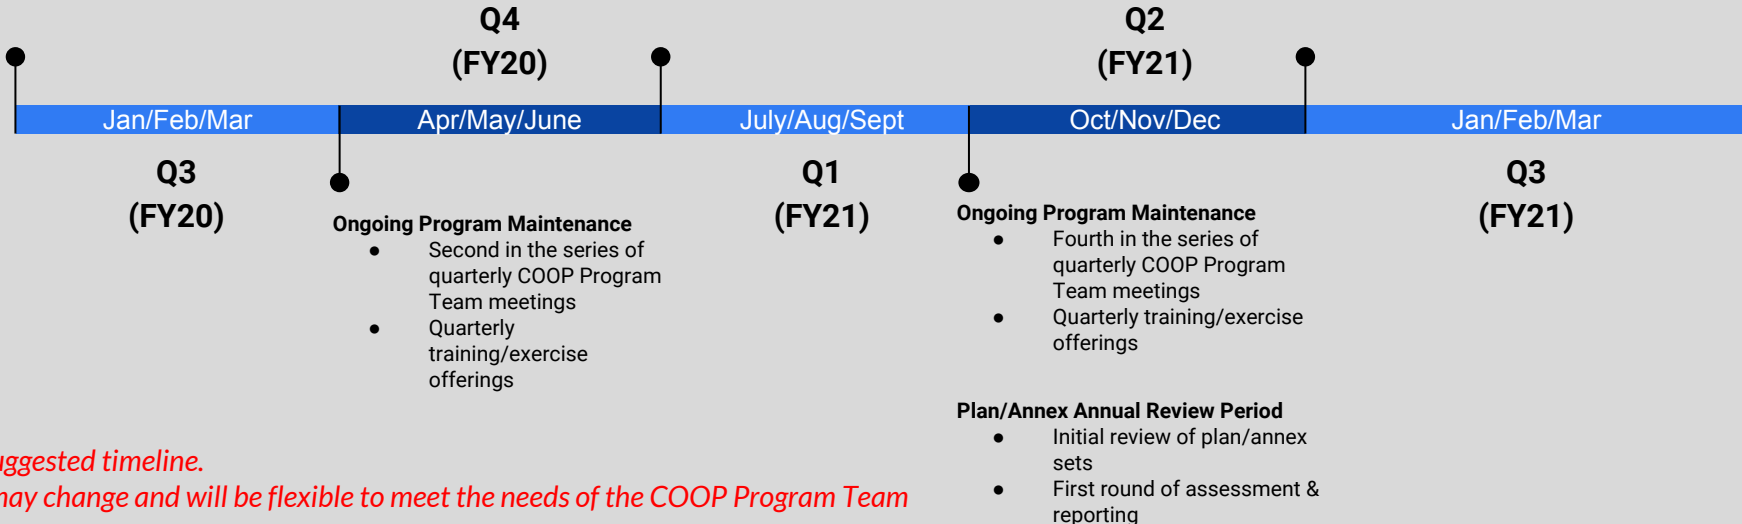 Q4
(FY20)
Q2
(FY21)
Jan/Feb/Mar
Apr/May/June
July/Aug/Sept
Oct/Nov/Dec
Jan/Feb/Mar
Q3
(FY20)
Q1
(FY21)
Q3
(FY21)
Ongoing Program Maintenance
● Second in the series of
quarterly COOP Program
Team meetings
● Quarterly
training/exercise
offerings
Ongoing Program Maintenance
● Fourth in the series of
quarterly COOP Program
Team meetings
● Quarterly training/exercise
offerings
Plan/Annex Annual Review Period
● Initial review of plan/annex
sets
● First round of assessment &
reporting
timeline.
may change and will be flexible to meet the needs of the COOP Program Team